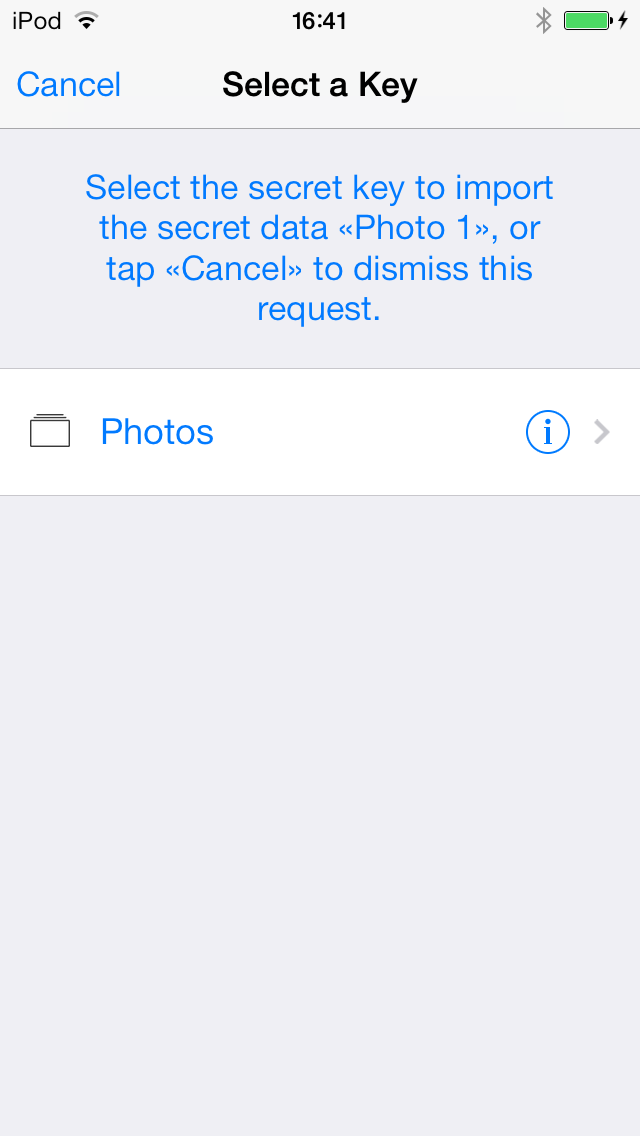 iPod 16:41
Cancel Select a Key
Select the secret key to import
the secret data «Photo 1», or
tap «Cancel» to dismiss this
request.
Photos